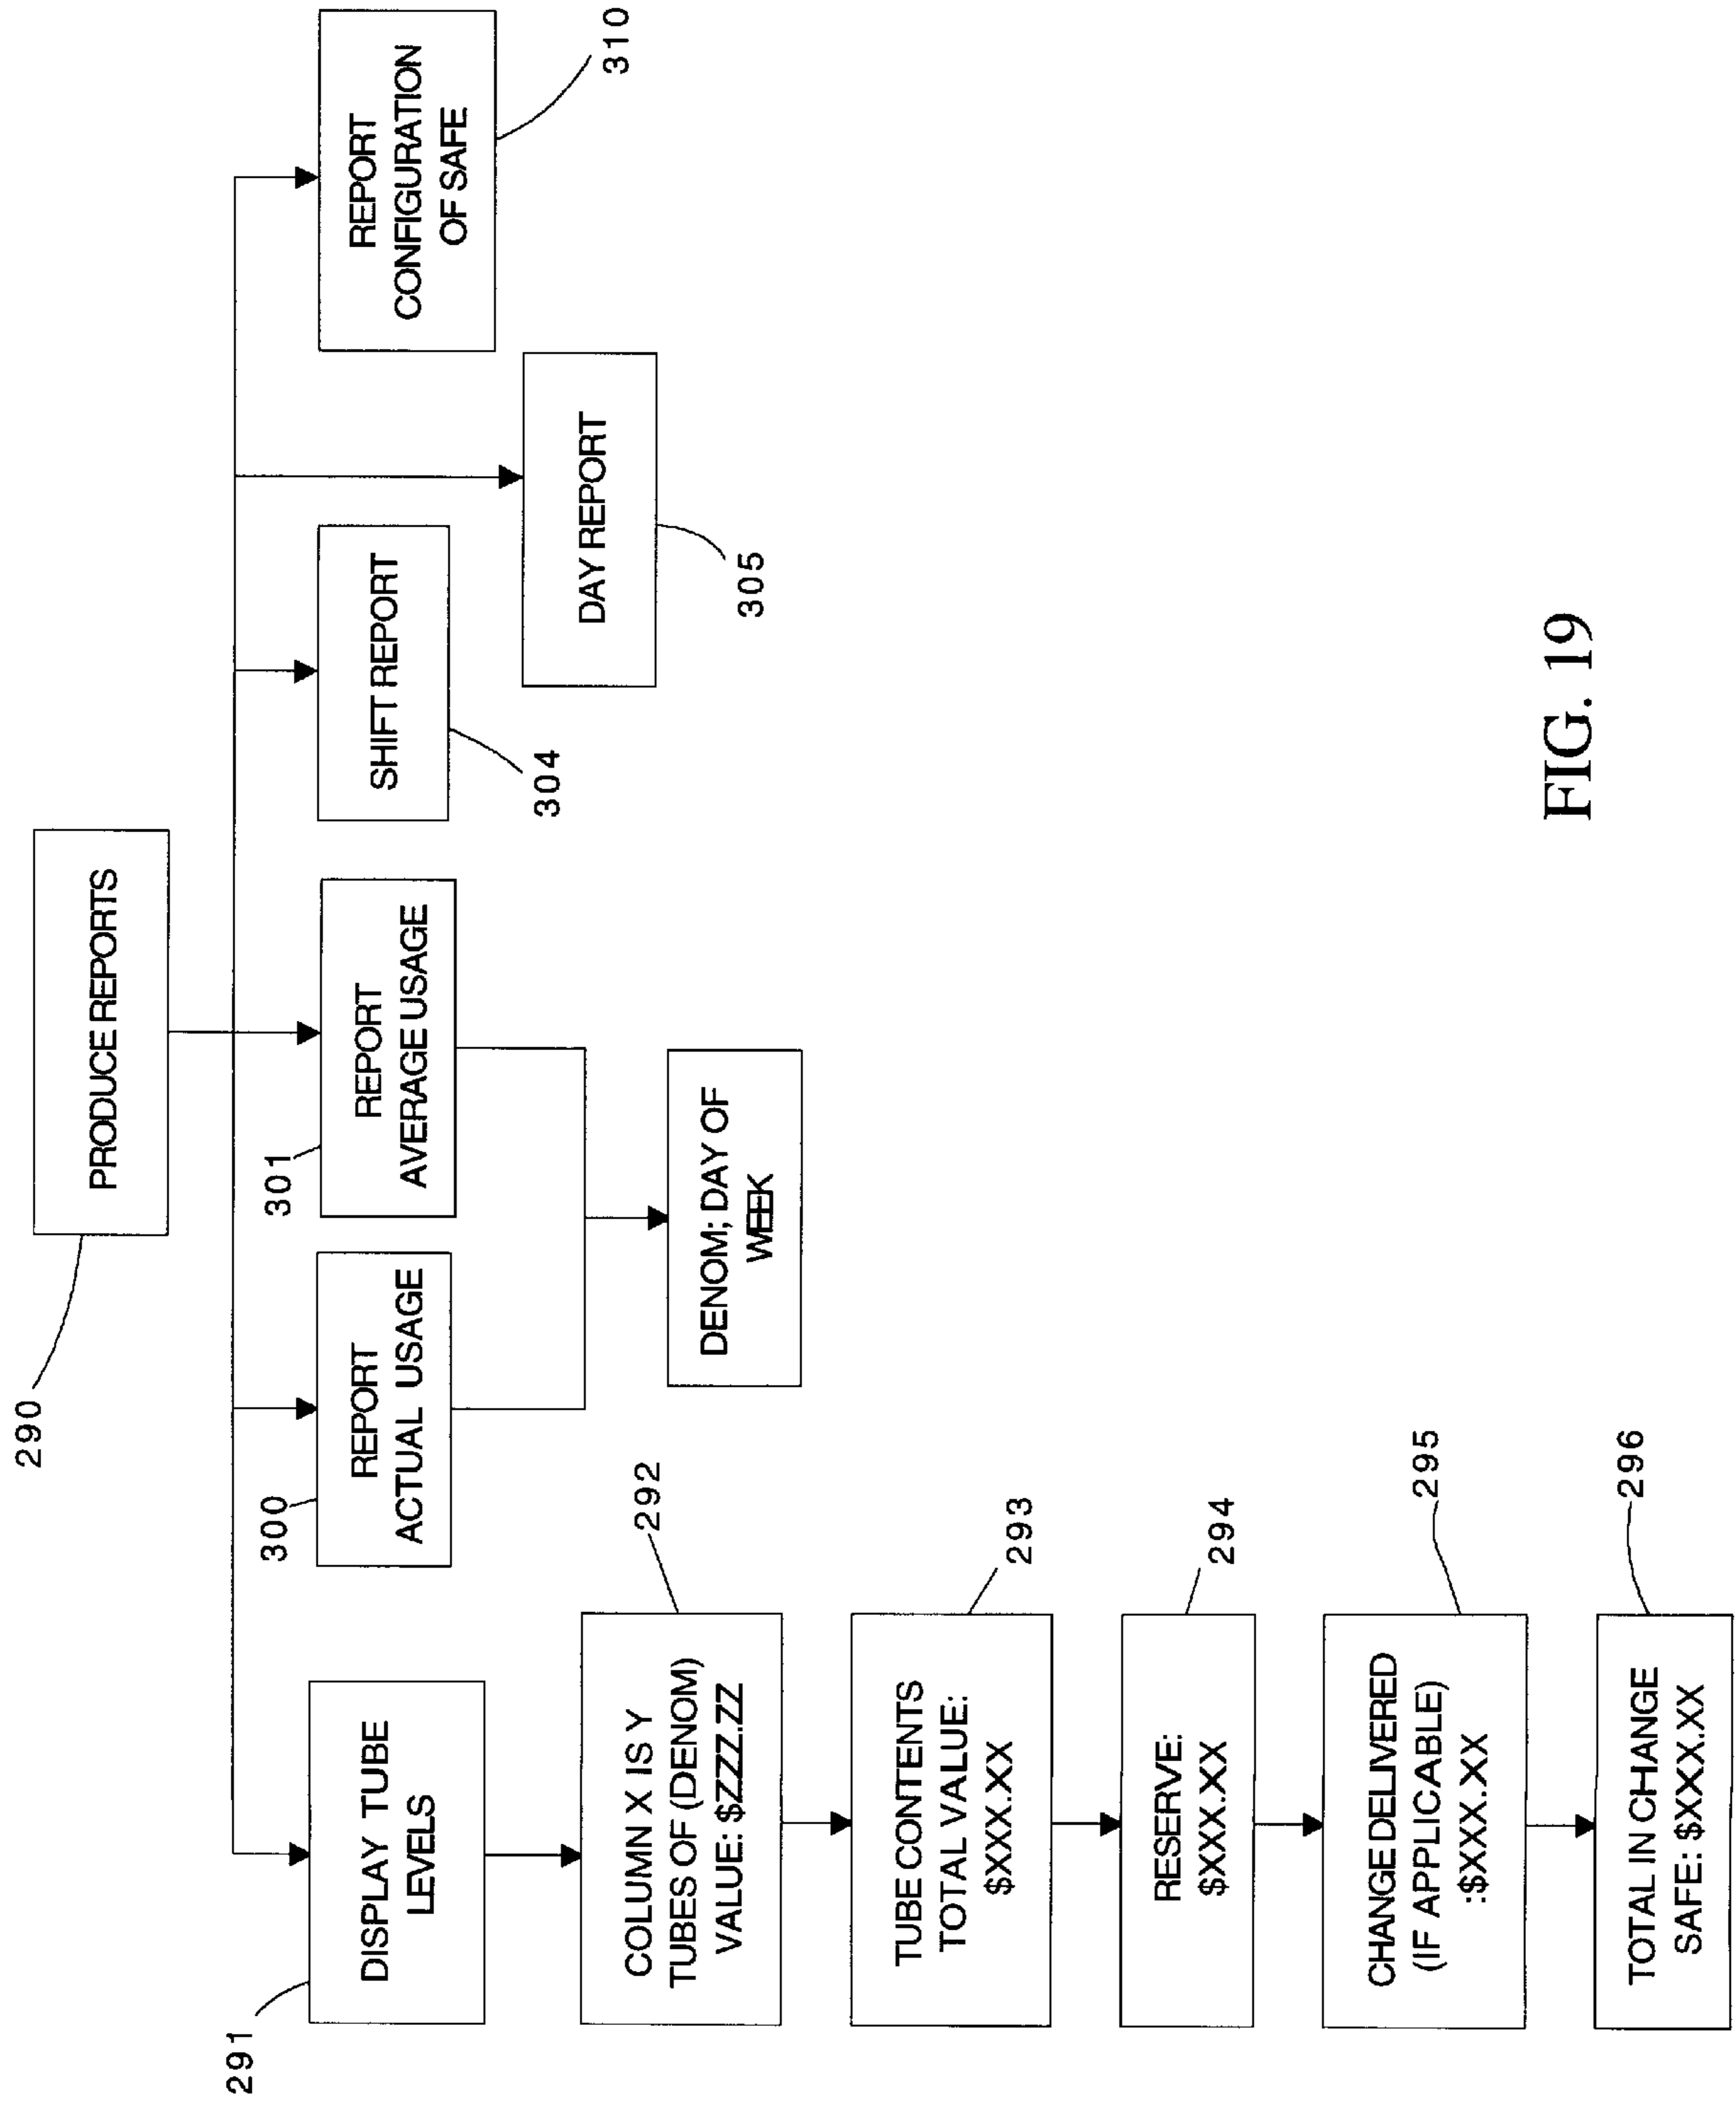 290
PRODUCE REPORTS
291
DISPLAY TUBE
LEVELS
300
REPORT
ACTUAL USAGE
301
REPORT
AVERAGE USAGE
SHIFT REPORT
304
DAY REPORT
305
REPORT
CONFIGURATION
OF SAFE
310
DENOM; DAY OF
WEEK
292
COLUMN X IS Y
TUBES OF (DENOM)
VALUE: $ZZZ.ZZ
293
TUBE CONTENTS
TOTAL VALUE:
$XXX.XX
294
RESERVE:
$XXX.XX
295
CHANGE DELIVERED
(IF APPLICABLE)
:$XXX.XX
296
TOTAL IN CHANGE
SAFE: $XXX.XX
FIG. 19